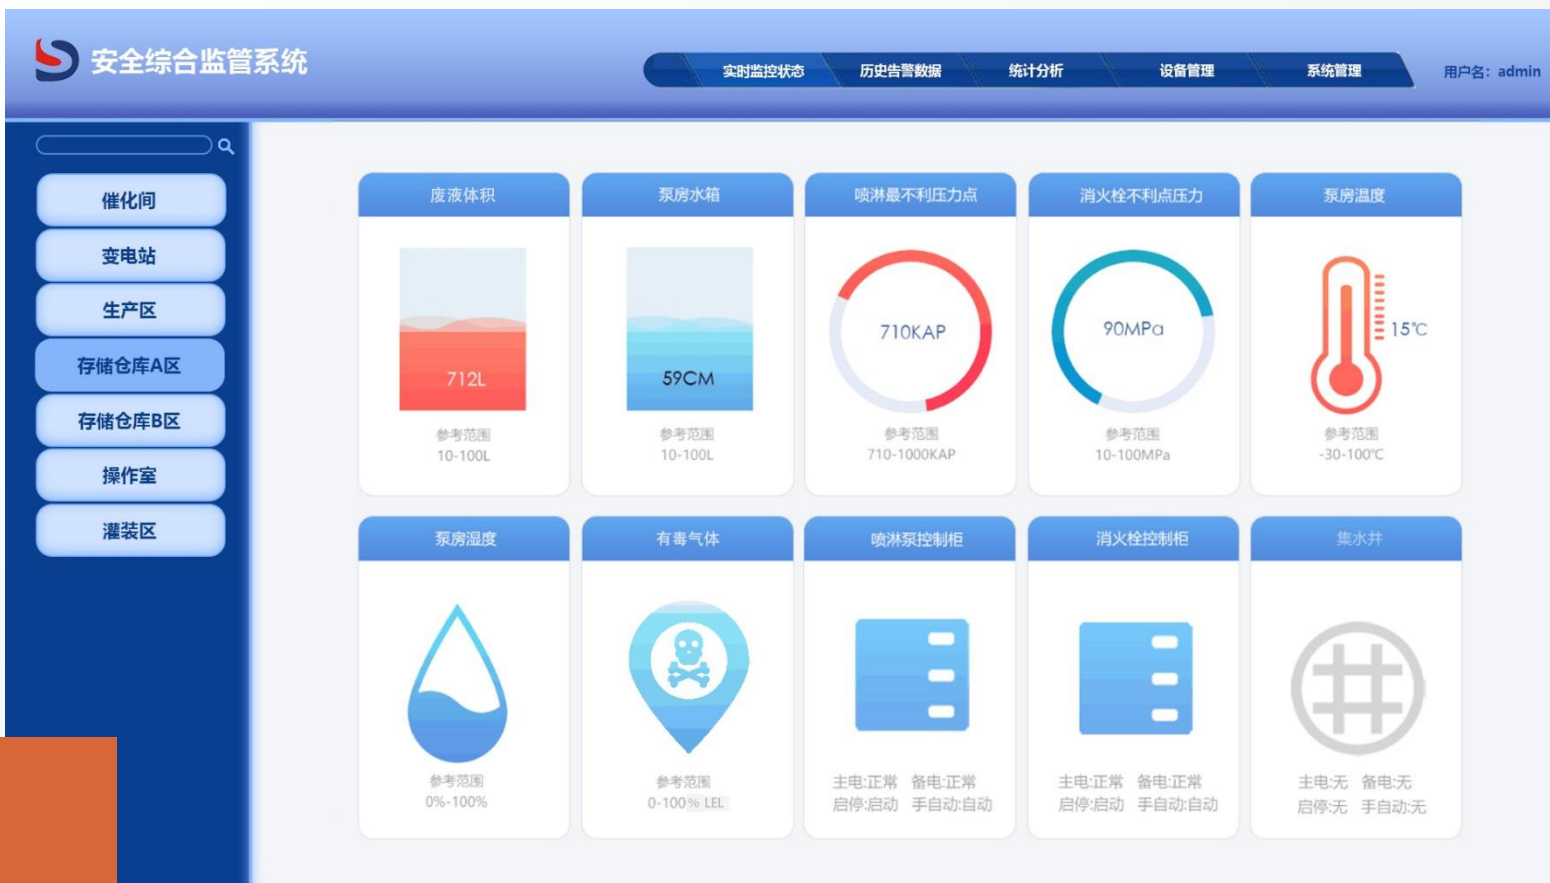 安全综合监管系统
实时监控状态
历史告警数据
统计分析
设备管理
系统管理
用户名：admin
催化间
变电站
生产区
存储仓库A区
存储仓库B区
操作室
灌装区
废液体积
712L
参考范围
10-100L
泵房水箱
59CM
参考范围
10-100L
喷淋最不利压力点
710KAP
参考范围
710-1000KAP
消火栓不利点压力
90MPa
参考范围
10-100MPa
泵房温度
15℃
参考范围
-30-100℃
泵房湿度
参考范围
0%-100%
有毒气体
参考范围
0-100% LEL
喷淋泵控制柜
主电:正常 备电:正常
启停:启动 手自动:自动
消火栓控制柜
主电:正常 备电:正常
启停:启动 手自动:自动
集水井
主电:无 备电:无
启停:无 手自动:无